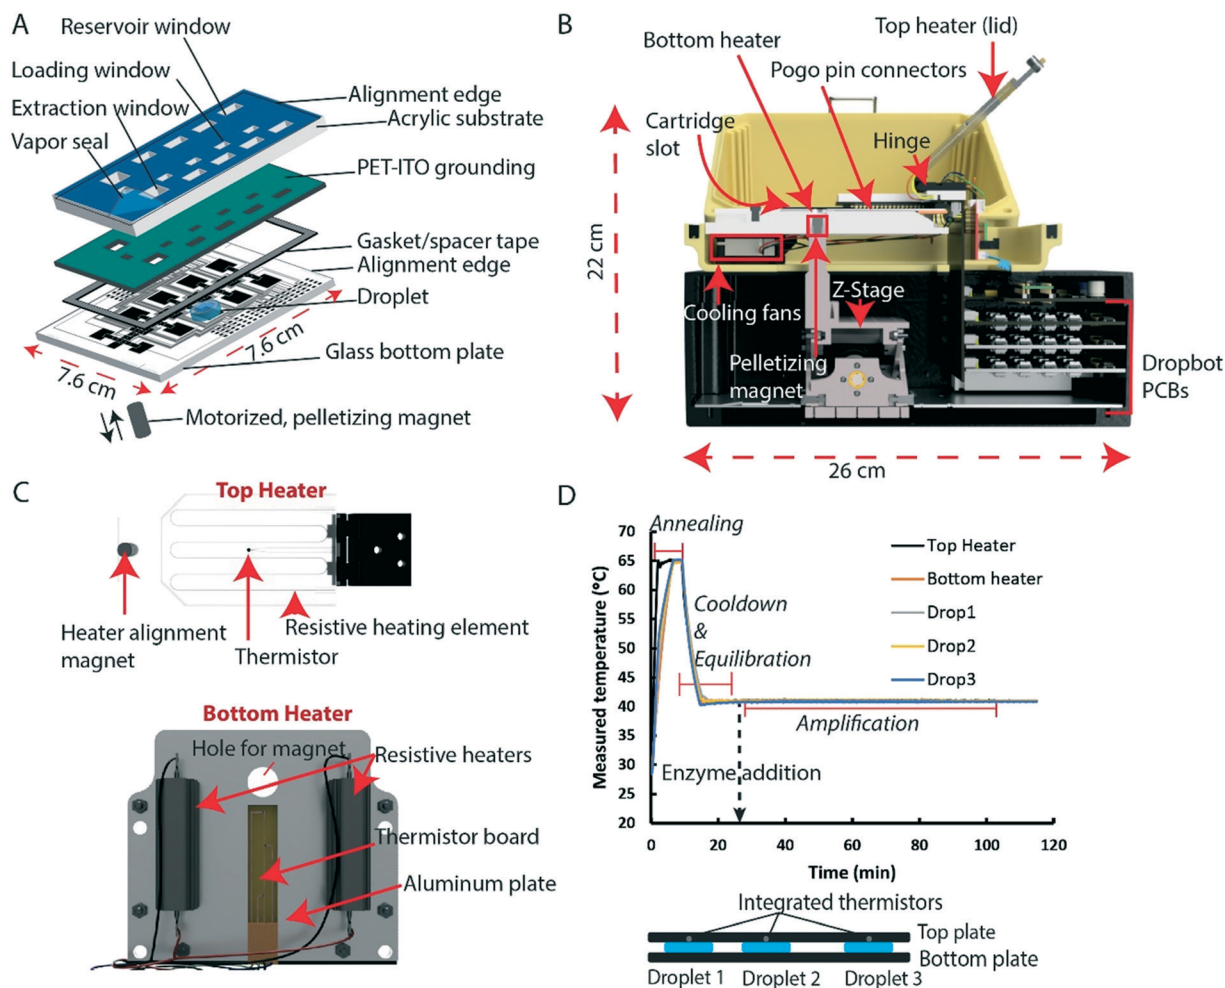 A
Reservoir window
Loading window
Extraction window
Vapor seal
Alignment edge
Acrylic substrate
PET-ITO grounding
Gasket/spacer tape
Alignment edge
Droplet
7.6 cm
7.6 cm
Glass bottom plate
Motorized, pelletizing magnet
B
Top heater (lid)
Bottom heater
Pogo pin connectors
Cartridge
slot
Hinge
22 cm
Z-Stage
Cooling fans
Pelletizing
magnet
Dropbot
PCBs
26 cm
C
Top Heater
Heater alignment
magnet
Thermistor
Resistive heating element
Bottom Heater
Hole for magnet
Resistive heaters
Thermistor board
Aluminum plate
D
Measured temperature (°C)
70
65
60
55
50
45
40
35
30
25
20
Annealing
Cooldown
&
Equilibration
Amplification
Enzyme addition
Top Heater
Bottom heater
Drop1
Drop2
Drop3
0 20 40 60 80 100 120
Time (min)
Integrated thermistors
Top plate
Bottom plate
Droplet 1 Droplet 2 Droplet 3